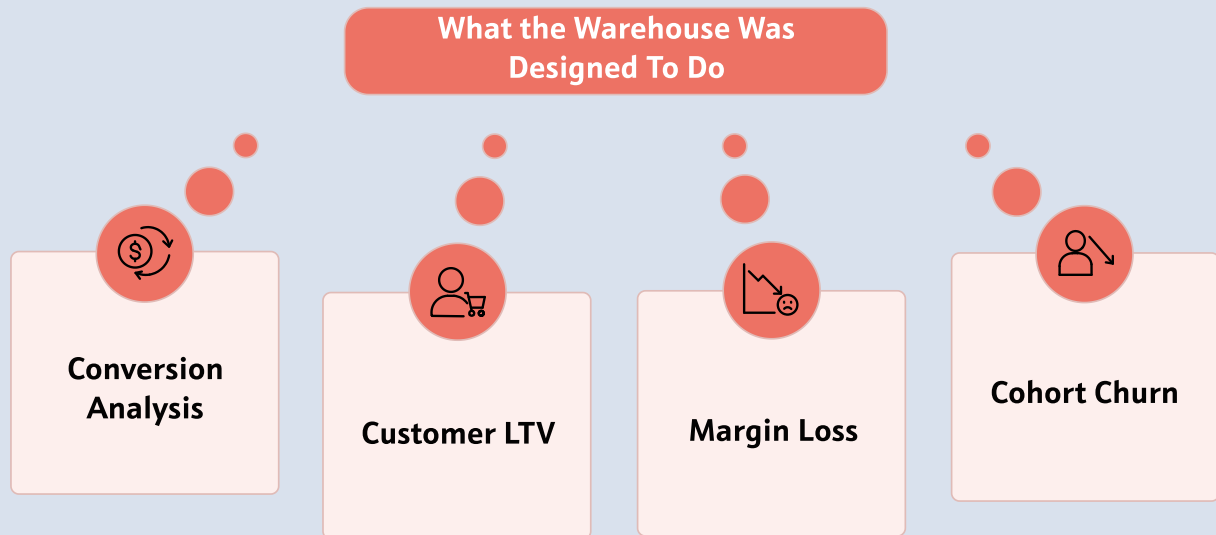 What the Warehouse Was
Designed To Do
$
Conversion
Analysis
Customer LTV
Margin Loss
Cohort Churn